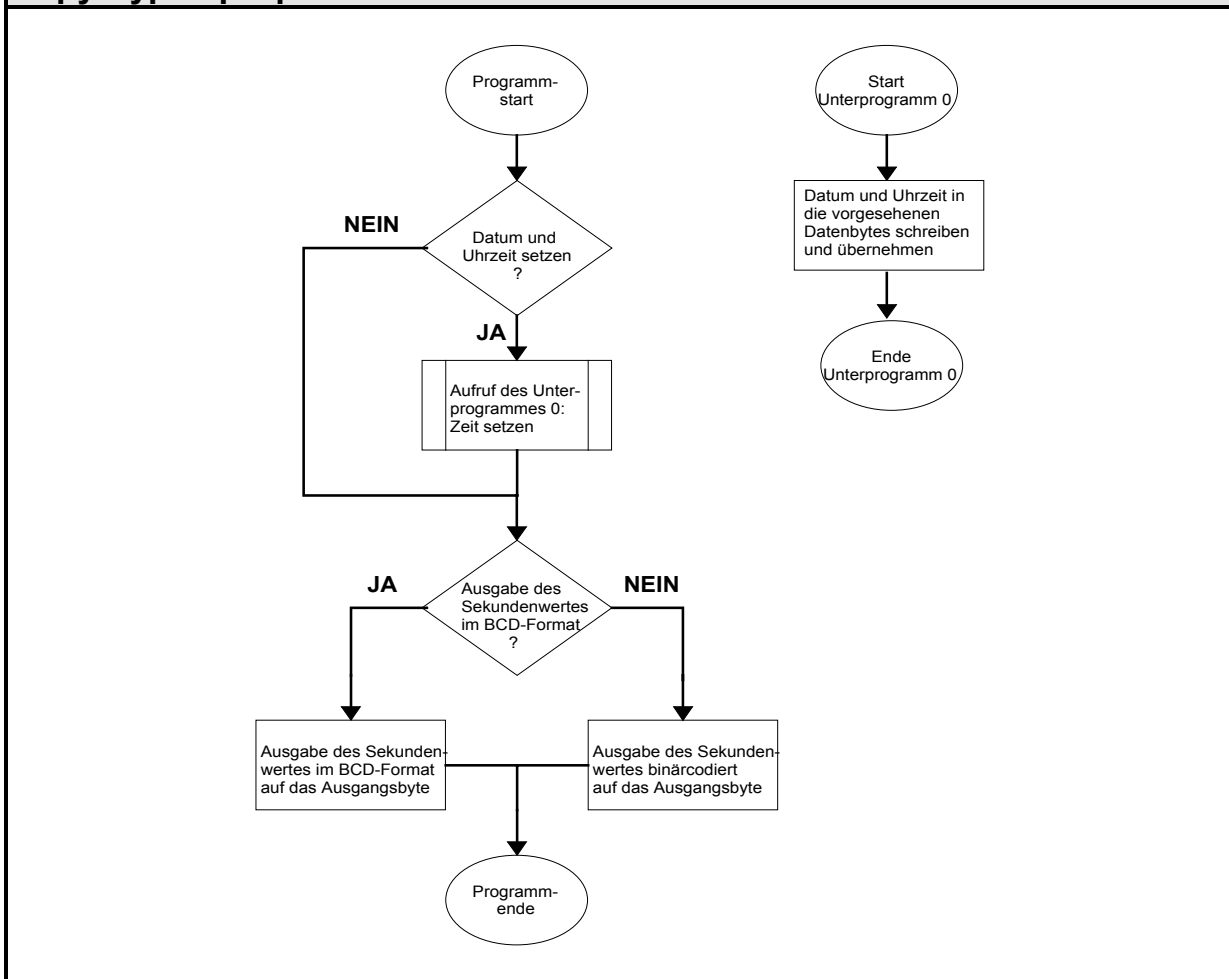 Programm-
start
NEIN
Datum und
Uhrzeit setzen
?
JA
Aufruf des Unter-
programmes 0:
Zeit setzen
JA
NEIN
Ausgabe des
Sekundenwertes
im BCD-Format
?
Ausgabe des Sekunden-
wertes im BCD-Format
auf das Ausgangsbyte
Ausgabe des Sekunden-
wertes binärcodiert
auf das Ausgangsbyte
Programm-
ende
Start
Unterprogramm 0
Datum und Uhrzeit in
die vorgesehenen
Datenbytes schreiben
und übernehmen
Ende
Unterprogramm 0